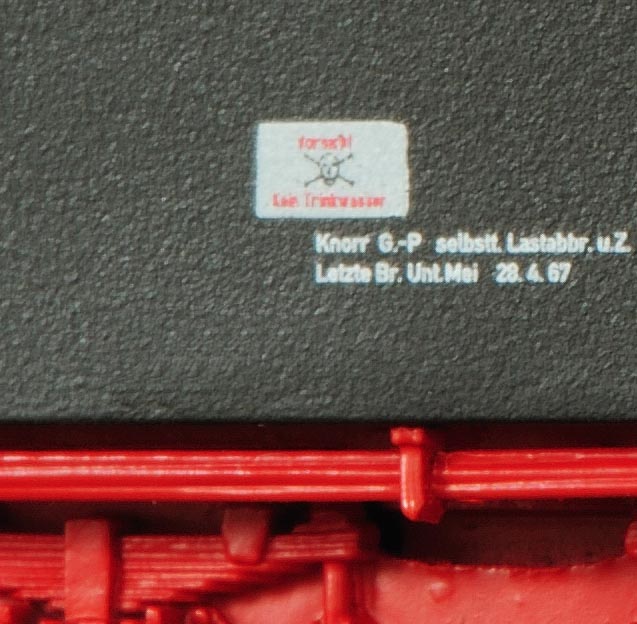 Vorsicht
Kein Trinkwasser
Knorr G.-P selbstt. Lastabbr. u.Z.
Letzte Br. Unt.Mei 28. 4. 67